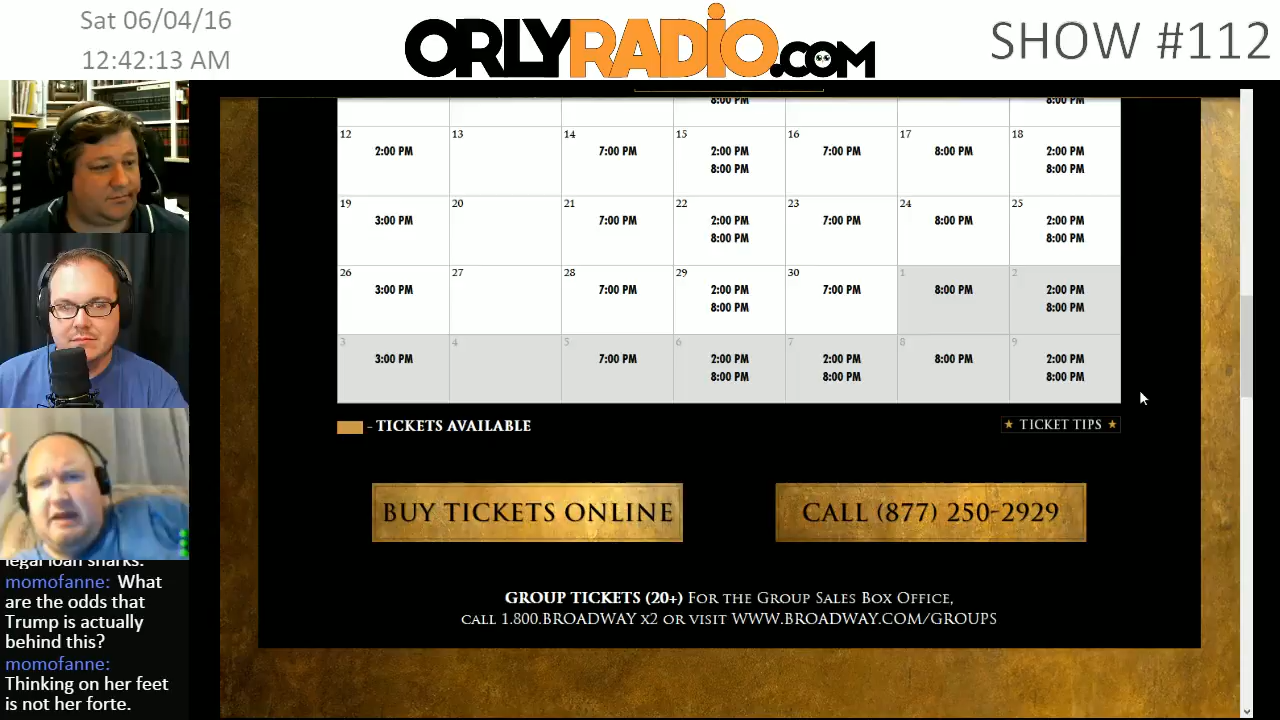 Sat 06/04/16
12:42:13 AM
ORLYRADIO.COM
SHOW #112
8:00 PM 8:00 PM
12 13 14 15 16 17 18
2:00 PM 7:00 PM 2:00 PM 7:00 PM 8:00 PM 2:00 PM
8:00 PM 8:00 PM
19 20 21 22 23 24 25
3:00 PM 7:00 PM 2:00 PM 7:00 PM 8:00 PM 2:00 PM
8:00 PM 8:00 PM
26 27 28 29 30 1 2
3:00 PM 7:00 PM 2:00 PM 7:00 PM 8:00 PM 2:00 PM
8:00 PM 8:00 PM
3 4 5 6 7 8 9
3:00 PM 7:00 PM 2:00 PM 2:00 PM 8:00 PM 2:00 PM
8:00 PM 8:00 PM 8:00 PM
- TICKETS AVAILABLE
★ TICKET TIPS ★
BUY TICKETS ONLINE
CALL (877) 250-2929
GROUP TICKETS (20+) FOR THE GROUP SALES BOX OFFICE,
CALL 1.800.BROADWAY x2 OR VISIT WWW.BROADWAY.COM/GROUPS
legal loan sharks.
momofanne: What
are the odds that
Trump is actually
behind this?
momofanne:
Thinking on her feet
is not her forte.